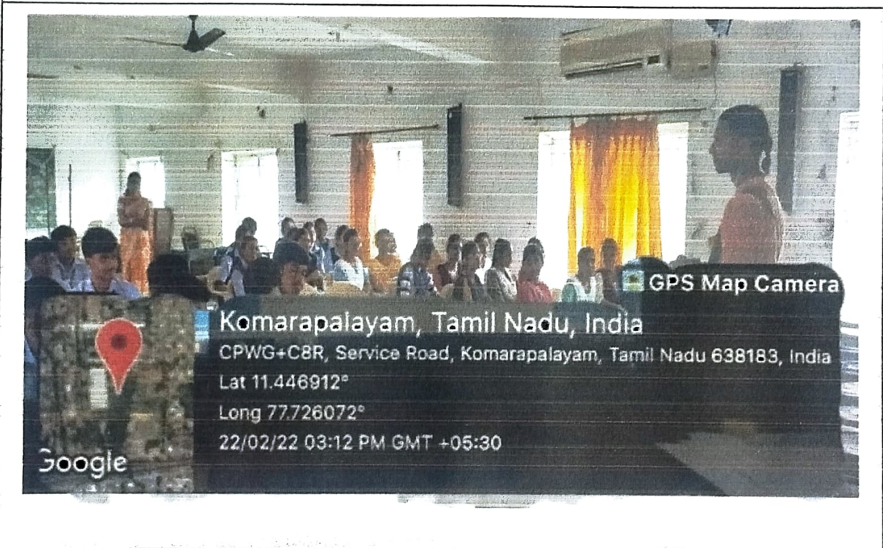 GPS Map Camera
Komarapalayam, Tamil Nadu, India
CPWG+C8R, Service Road, Komarapalayam, Tamil Nadu 638183, India
Lat 11.446912°
Long 77.726072°
22/02/22 03:12 PM GMT +05:30
Google